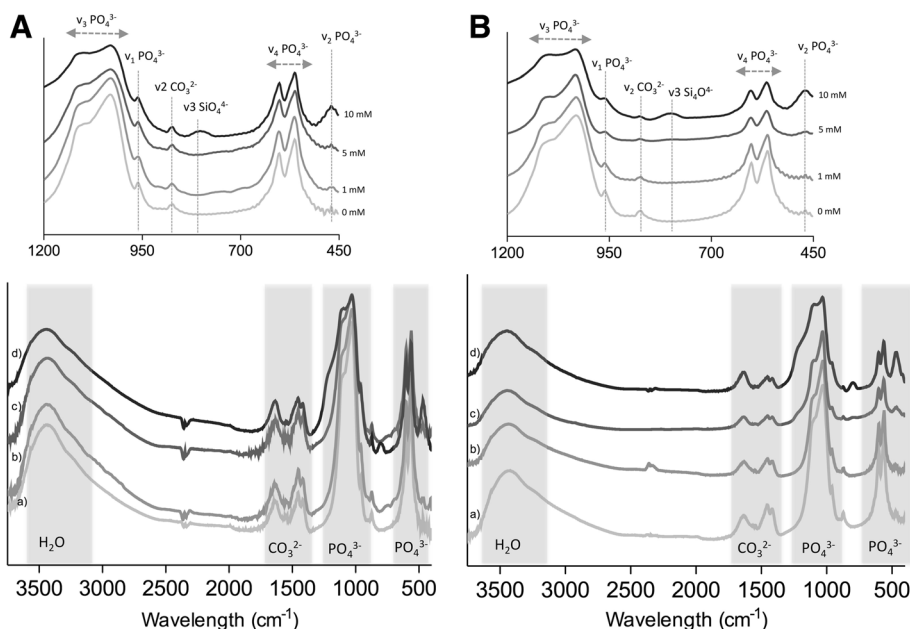 A
v₃ PO₄³⁻
v₁ PO₄³⁻
v2 CO₃²⁻
v3 SiO₄⁴⁻
v₄ PO₄³⁻
v₂ PO₄³⁻
10 mM
5 mM
1 mM
0 mM
1200 950 700 450
B
v₃ PO₄³⁻
v₁ PO₄³⁻
v₂ CO₃²⁻
v3 Si₄O⁴⁻
v₄ PO₄³⁻
v₂ PO₄³⁻
10 mM
5 mM
1 mM
0 mM
1200 950 700 450
d)
c)
b)
a)
H₂O
CO₃²⁻
PO₄³⁻
PO₄³⁻
3500 3000 2500 2000 1500 1000 500
Wavelength (cm⁻¹)
d)
c)
b)
a)
H₂O
CO₃²⁻
PO₄³⁻
PO₄³⁻
3500 3000 2500 2000 1500 1000 500
Wavelength (cm⁻¹)